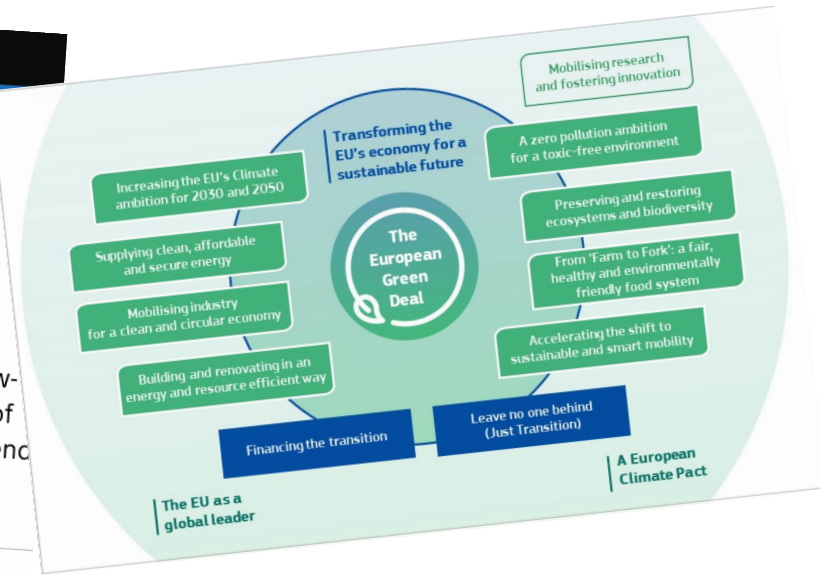 Mobilising research
and fostering innovation
Transforming the
EU's economy for a
sustainable future
A zero pollution ambition
for a toxic-free environment
Increasing the EU's Climate
ambition for 2030 and 2050
Preserving and restoring
ecosystems and biodiversity
Supplying clean, affordable
and secure energy
The
European
Green
Deal
From 'Farm to Fork': a fair,
healthy and environmentally
friendly food system
Mobilising industry
for a clean and circular economy
Accelerating the shift to
sustainable and smart mobility
Building and renovating in an
energy and resource efficient way
Financing the transition
Leave no one behind
(Just Transition)
The EU as a
global leader
A European
Climate Pact
of